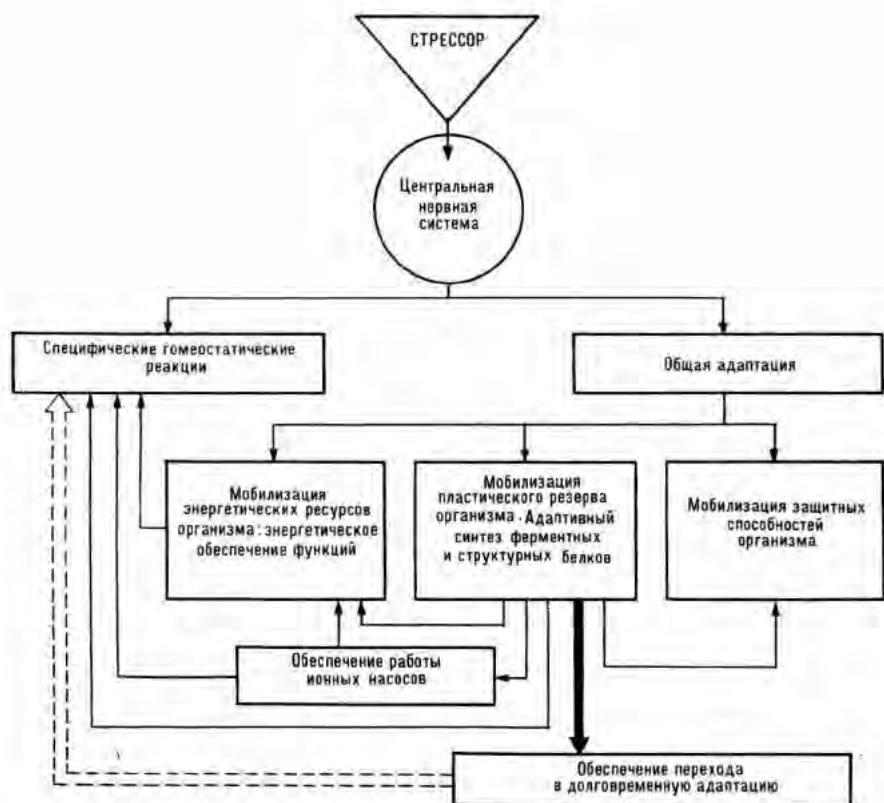 СТРЕССОР
Центральная
нервная
система
Специфические гомеостатические
реакции
Общая адаптация
Мобилизация
энергетических ресурсов
организма: энергетическое
обеспечение функций
Мобилизация
пластического резерва
организма. Адаптивный
синтез ферментных
и структурных белков
Мобилизация защитных
способностей
организма
Обеспечение работы
ионных насосов
Обеспечение перехода
в долговременную адаптацию